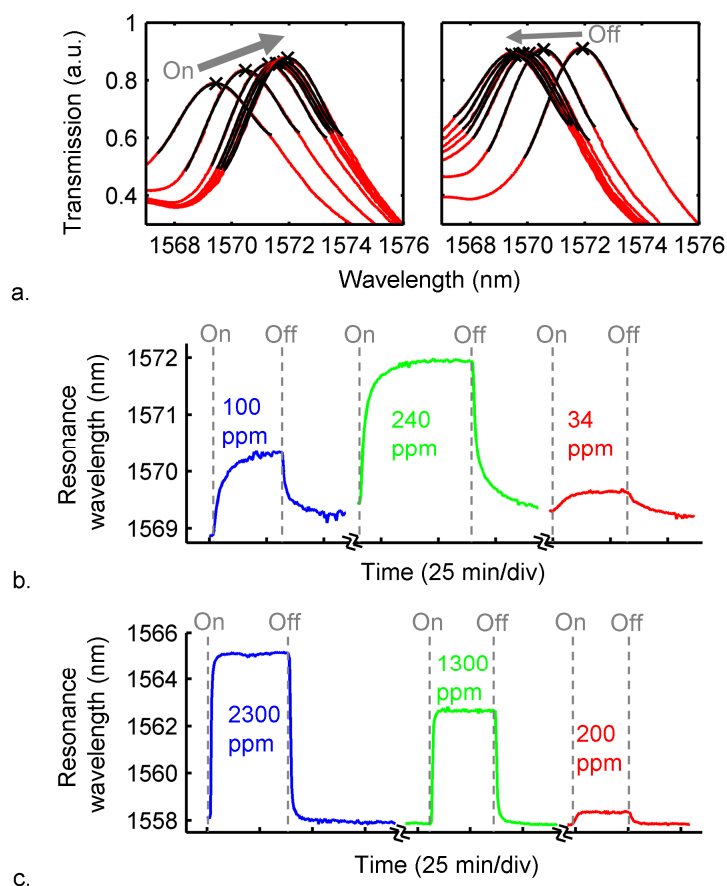 On
Off
Transmission (a.u.)
1
0.8
0.6
0.4
1568 1570 1572 1574 1576
1568 1570 1572 1574 1576
Wavelength (nm)
a.
On Off On Off On Off
Resonance
wavelength (nm)
1572
1571
1570
1569
100
ppm
240
ppm
34
ppm
Time (25 min/div)
b.
On Off On Off On Off
Resonance
wavelength (nm)
1566
1564
1562
1560
1558
2300
ppm
1300
ppm
200
ppm
Time (25 min/div)
c.